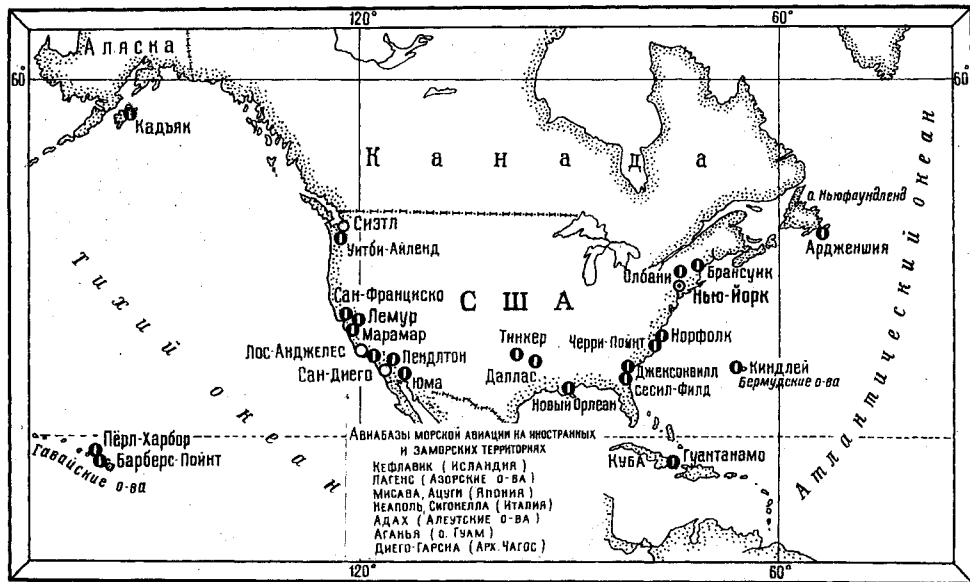 120°
60°
Аляска
60°
60°
Кадьяк
Канада
о. Ньюфаундленд
Ардженшия
Сиэтл
Уитби-Айленд
Олбани
Брансуик
Нью-Йорк
Тихий океан
Атлантический океан
США
Сан-Франциско
Лемур
Марамар
Лос-Анджелес
Пендлтон
Сан-Диего
Юма
Тинкер
Даллас
Новый Орлеан
Черри-Пойнт
Норфолк
Джексонвилл
Сесил-Филд
Киндлей
Бермудские о-ва
Пёрл-Харбор
Барберс-Пойнт
Гавайские о-ва
Куба
Гуантанамо
Авиабазы морской авиации на иностранных
и заморских территориях
Кефлавик (Исландия)
Лагенс (Азорские о-ва)
Мисава, Ацуги (Япония)
Неаполь, Сигонелла (Италия)
Адах (Алеутские о-ва)
Аганья (о. Гуам)
Диего-Гарсиа (Арх. Чагос)
120°
60°